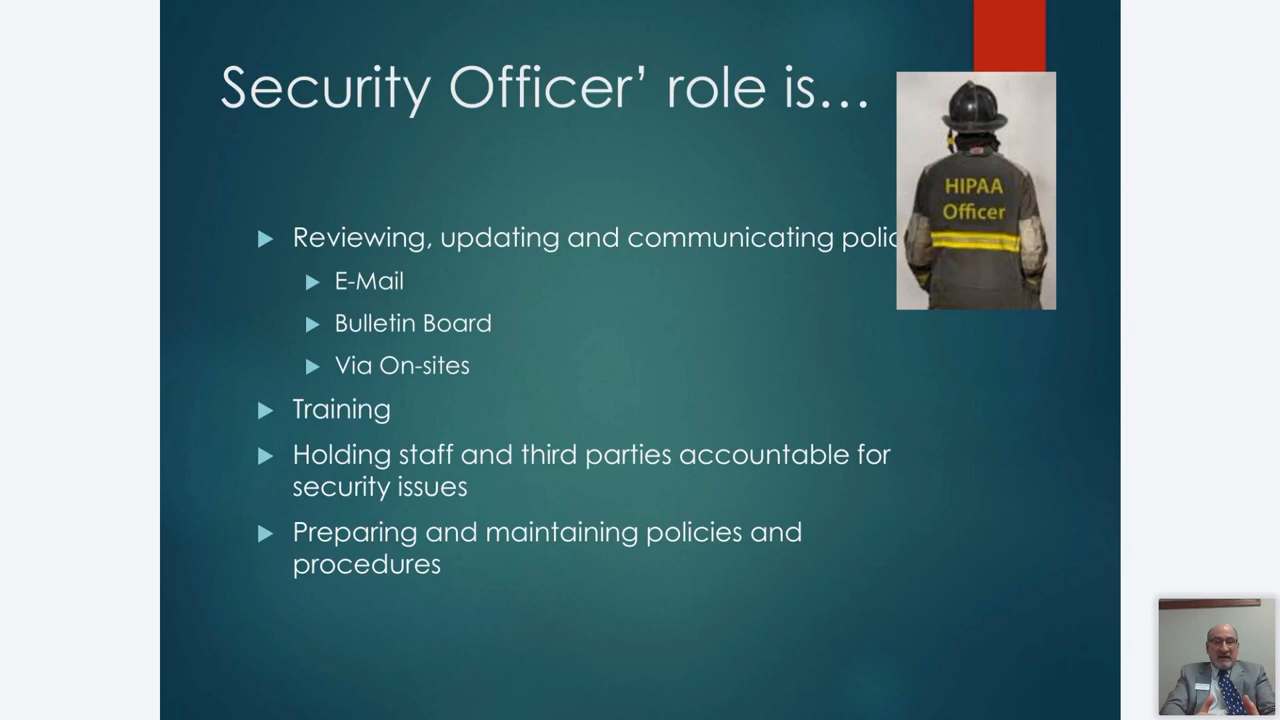 Security Officer’ role is...
HIPAA
Officer
Reviewing, updating and communicating
E-Mail
Bulletin Board
Via On-sites
Training
Holding staff and third parties accountable for
security issues
Preparing and maintaining policies and
procedures